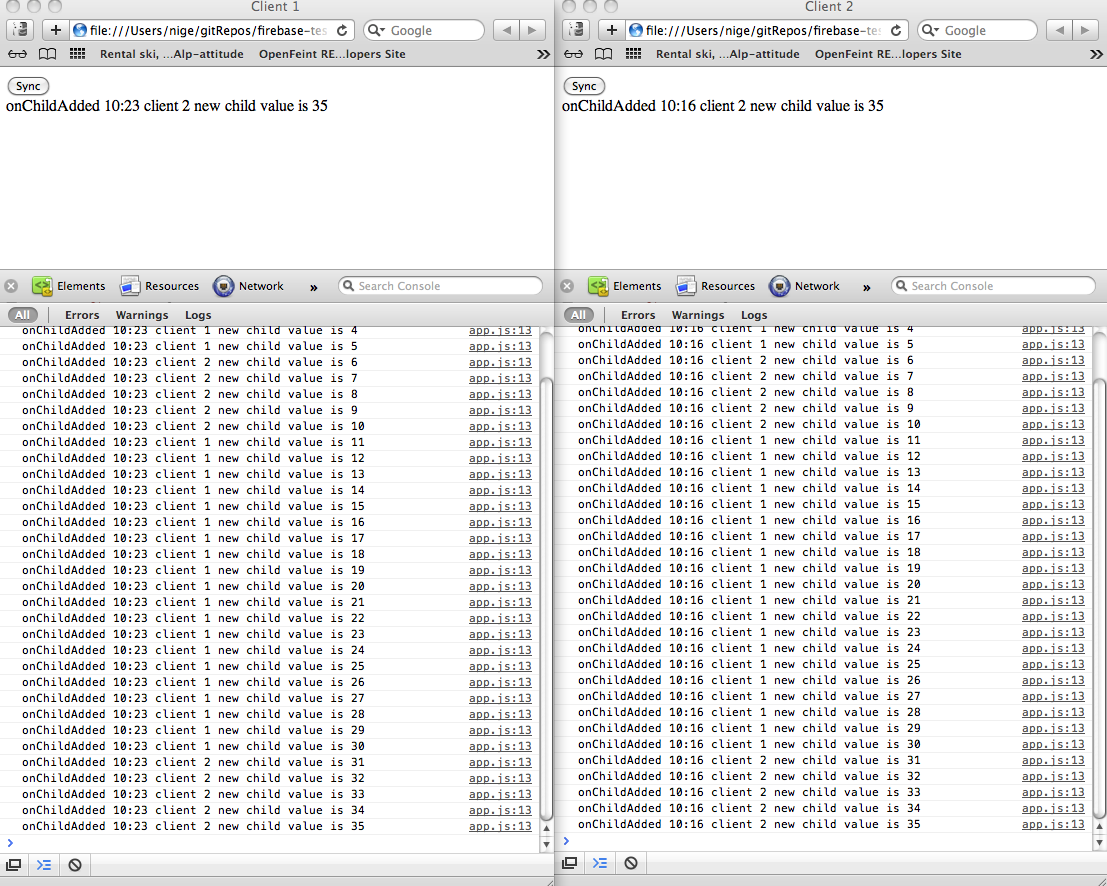 Client 1
file:///Users/nige/gitRepos/firebase-tes
Google
Rental ski, ...Alp-attitude OpenFeint RE...lopers Site »
Sync
onChildAdded 10:23 client 2 new child value is 35
Elements Resources Network » Search Console
All Errors Warnings Logs
onChildAdded 10:23 client 1 new child value is 4 app.js:13
onChildAdded 10:23 client 1 new child value is 5 app.js:13
onChildAdded 10:23 client 2 new child value is 6 app.js:13
onChildAdded 10:23 client 2 new child value is 7 app.js:13
onChildAdded 10:23 client 2 new child value is 8 app.js:13
onChildAdded 10:23 client 2 new child value is 9 app.js:13
onChildAdded 10:23 client 2 new child value is 10 app.js:13
onChildAdded 10:23 client 1 new child value is 11 app.js:13
onChildAdded 10:23 client 1 new child value is 12 app.js:13
onChildAdded 10:23 client 1 new child value is 13 app.js:13
onChildAdded 10:23 client 1 new child value is 14 app.js:13
onChildAdded 10:23 client 1 new child value is 15 app.js:13
onChildAdded 10:23 client 1 new child value is 16 app.js:13
onChildAdded 10:23 client 1 new child value is 17 app.js:13
onChildAdded 10:23 client 1 new child value is 18 app.js:13
onChildAdded 10:23 client 1 new child value is 19 app.js:13
onChildAdded 10:23 client 1 new child value is 20 app.js:13
onChildAdded 10:23 client 1 new child value is 21 app.js:13
onChildAdded 10:23 client 1 new child value is 22 app.js:13
onChildAdded 10:23 client 1 new child value is 23 app.js:13
onChildAdded 10:23 client 1 new child value is 24 app.js:13
onChildAdded 10:23 client 1 new child value is 25 app.js:13
onChildAdded 10:23 client 1 new child value is 26 app.js:13
onChildAdded 10:23 client 1 new child value is 27 app.js:13
onChildAdded 10:23 client 1 new child value is 28 app.js:13
onChildAdded 10:23 client 1 new child value is 29 app.js:13
onChildAdded 10:23 client 1 new child value is 30 app.js:13
onChildAdded 10:23 client 2 new child value is 31 app.js:13
onChildAdded 10:23 client 2 new child value is 32 app.js:13
onChildAdded 10:23 client 2 new child value is 33 app.js:13
onChildAdded 10:23 client 2 new child value is 34 app.js:13
onChildAdded 10:23 client 2 new child value is 35 app.js:13
Client 2
file:///Users/nige/gitRepos/firebase-tes
Google
Rental ski, ...Alp-attitude OpenFeint RE...lopers Site »
Sync
onChildAdded 10:16 client 2 new child value is 35
Elements Resources Network » Search Console
All Errors Warnings Logs
onChildAdded 10:16 client 1 new child value is 4 app.js:13
onChildAdded 10:16 client 1 new child value is 5 app.js:13
onChildAdded 10:16 client 2 new child value is 6 app.js:13
onChildAdded 10:16 client 2 new child value is 7 app.js:13
onChildAdded 10:16 client 2 new child value is 8 app.js:13
onChildAdded 10:16 client 2 new child value is 9 app.js:13
onChildAdded 10:16 client 2 new child value is 10 app.js:13
onChildAdded 10:16 client 1 new child value is 11 app.js:13
onChildAdded 10:16 client 1 new child value is 12 app.js:13
onChildAdded 10:16 client 1 new child value is 13 app.js:13
onChildAdded 10:16 client 1 new child value is 14 app.js:13
onChildAdded 10:16 client 1 new child value is 15 app.js:13
onChildAdded 10:16 client 1 new child value is 16 app.js:13
onChildAdded 10:16 client 1 new child value is 17 app.js:13
onChildAdded 10:16 client 1 new child value is 18 app.js:13
onChildAdded 10:16 client 1 new child value is 19 app.js:13
onChildAdded 10:16 client 1 new child value is 20 app.js:13
onChildAdded 10:16 client 1 new child value is 21 app.js:13
onChildAdded 10:16 client 1 new child value is 22 app.js:13
onChildAdded 10:16 client 1 new child value is 23 app.js:13
onChildAdded 10:16 client 1 new child value is 24 app.js:13
onChildAdded 10:16 client 1 new child value is 25 app.js:13
onChildAdded 10:16 client 1 new child value is 26 app.js:13
onChildAdded 10:16 client 1 new child value is 27 app.js:13
onChildAdded 10:16 client 1 new child value is 28 app.js:13
onChildAdded 10:16 client 1 new child value is 29 app.js:13
onChildAdded 10:16 client 1 new child value is 30 app.js:13
onChildAdded 10:16 client 2 new child value is 31 app.js:13
onChildAdded 10:16 client 2 new child value is 32 app.js:13
onChildAdded 10:16 client 2 new child value is 33 app.js:13
onChildAdded 10:16 client 2 new child value is 34 app.js:13
onChildAdded 10:16 client 2 new child value is 35 app.js:13